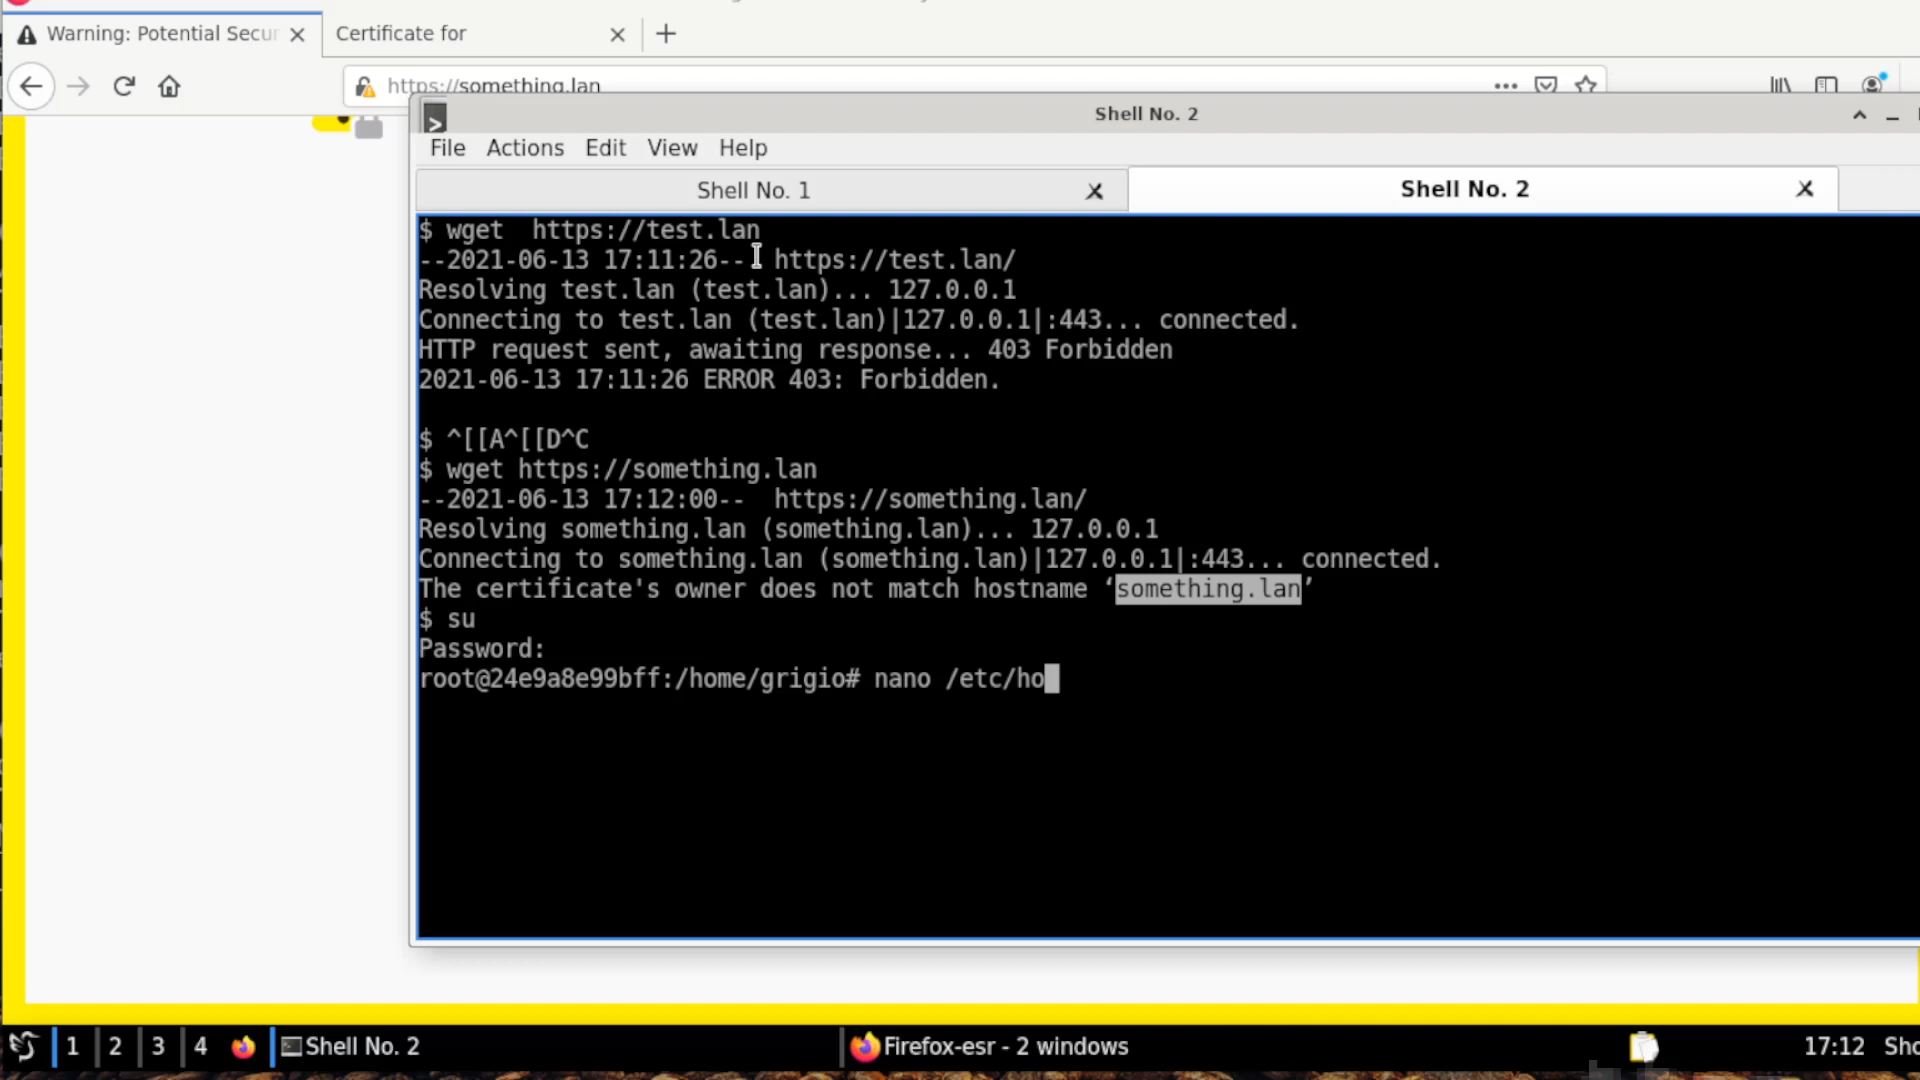 Warning: Potential Secur
Certificate for
https://something.lan
Shell No. 2
File Actions Edit View Help
Shell No. 1
Shell No. 2
$ wget  https://test.lan
--2021-06-13 17:11:26--  https://test.lan/
Resolving test.lan (test.lan)... 127.0.0.1
Connecting to test.lan (test.lan)|127.0.0.1|:443... connected.
HTTP request sent, awaiting response... 403 Forbidden
2021-06-13 17:11:26 ERROR 403: Forbidden.
$ ^[[A^[[D^C
$ wget https://something.lan
--2021-06-13 17:12:00--  https://something.lan/
Resolving something.lan (something.lan)... 127.0.0.1
Connecting to something.lan (something.lan)|127.0.0.1|:443... connected.
The certificate's owner does not match hostname ‘something.lan’
$ su
Password:
root@24e9a8e99bff:/home/grigio# nano /etc/ho
1 2 3 4 Shell No. 2 Firefox-esr - 2 windows 17:12 Sho